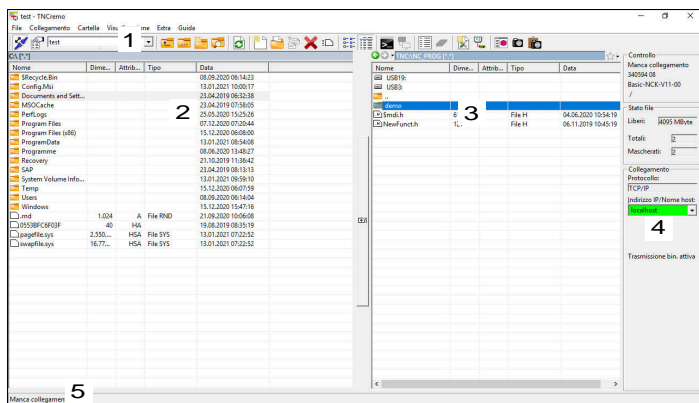 test - TNCremo
File Collegamento Cartella Extra Guida
test
1
C:\ [*.*]
Nome Dime... Attrib... Tipo Data
$Recycle.Bin 08.09.2020 06:14:23
Config.Msi 13.01.2021 10:00:17
Documents and Sett... 23.04.2019 06:32:38
MSOCache 23.04.2019 07:58:05
PerfLogs 25.05.2020 15:25:26
Program Files 07.12.2020 07:20:44
Program Files (x86) 15.12.2020 06:08:00
ProgramData 13.01.2021 08:54:08
Programme 08.06.2020 13:48:27
Recovery 21.10.2019 11:36:42
SAP 23.04.2019 08:13:13
System Volume Info... 13.01.2021 09:59:10
Temp 15.12.2020 06:07:59
Users 08.09.2020 06:14:04
Windows 15.12.2020 15:47:16
.rnd 1.024 A File RND 21.09.2020 10:06:08
0553BFC6F03F 40 HA 19.08.2019 08:35:19
pagefile.sys 2.550.... HSA File SYS 13.01.2021 07:22:52
swapfile.sys 16.77... HSA File SYS 13.01.2021 07:22:52
2
TNC:\NC_PROG [*.*]
Nome Dime... Attrib... Tipo Data
USB19:
USB3:
..
demo
$mdi.h File H 04.06.2020 10:54:19
NewFunct.h File H 06.11.2019 10:45:19
3
Controllo
Manca collegamento
340594 08
Basic-NCK-V11-00
/
Stato file
Liberi: 4095 MByte
Totali: 2
Mascherati: 2
Collegamento
Protocollo:
TCP/IP
Indirizzo IP/Nome host:
localhost
4
Trasmissione bin. attiva
5
Manca collegamen